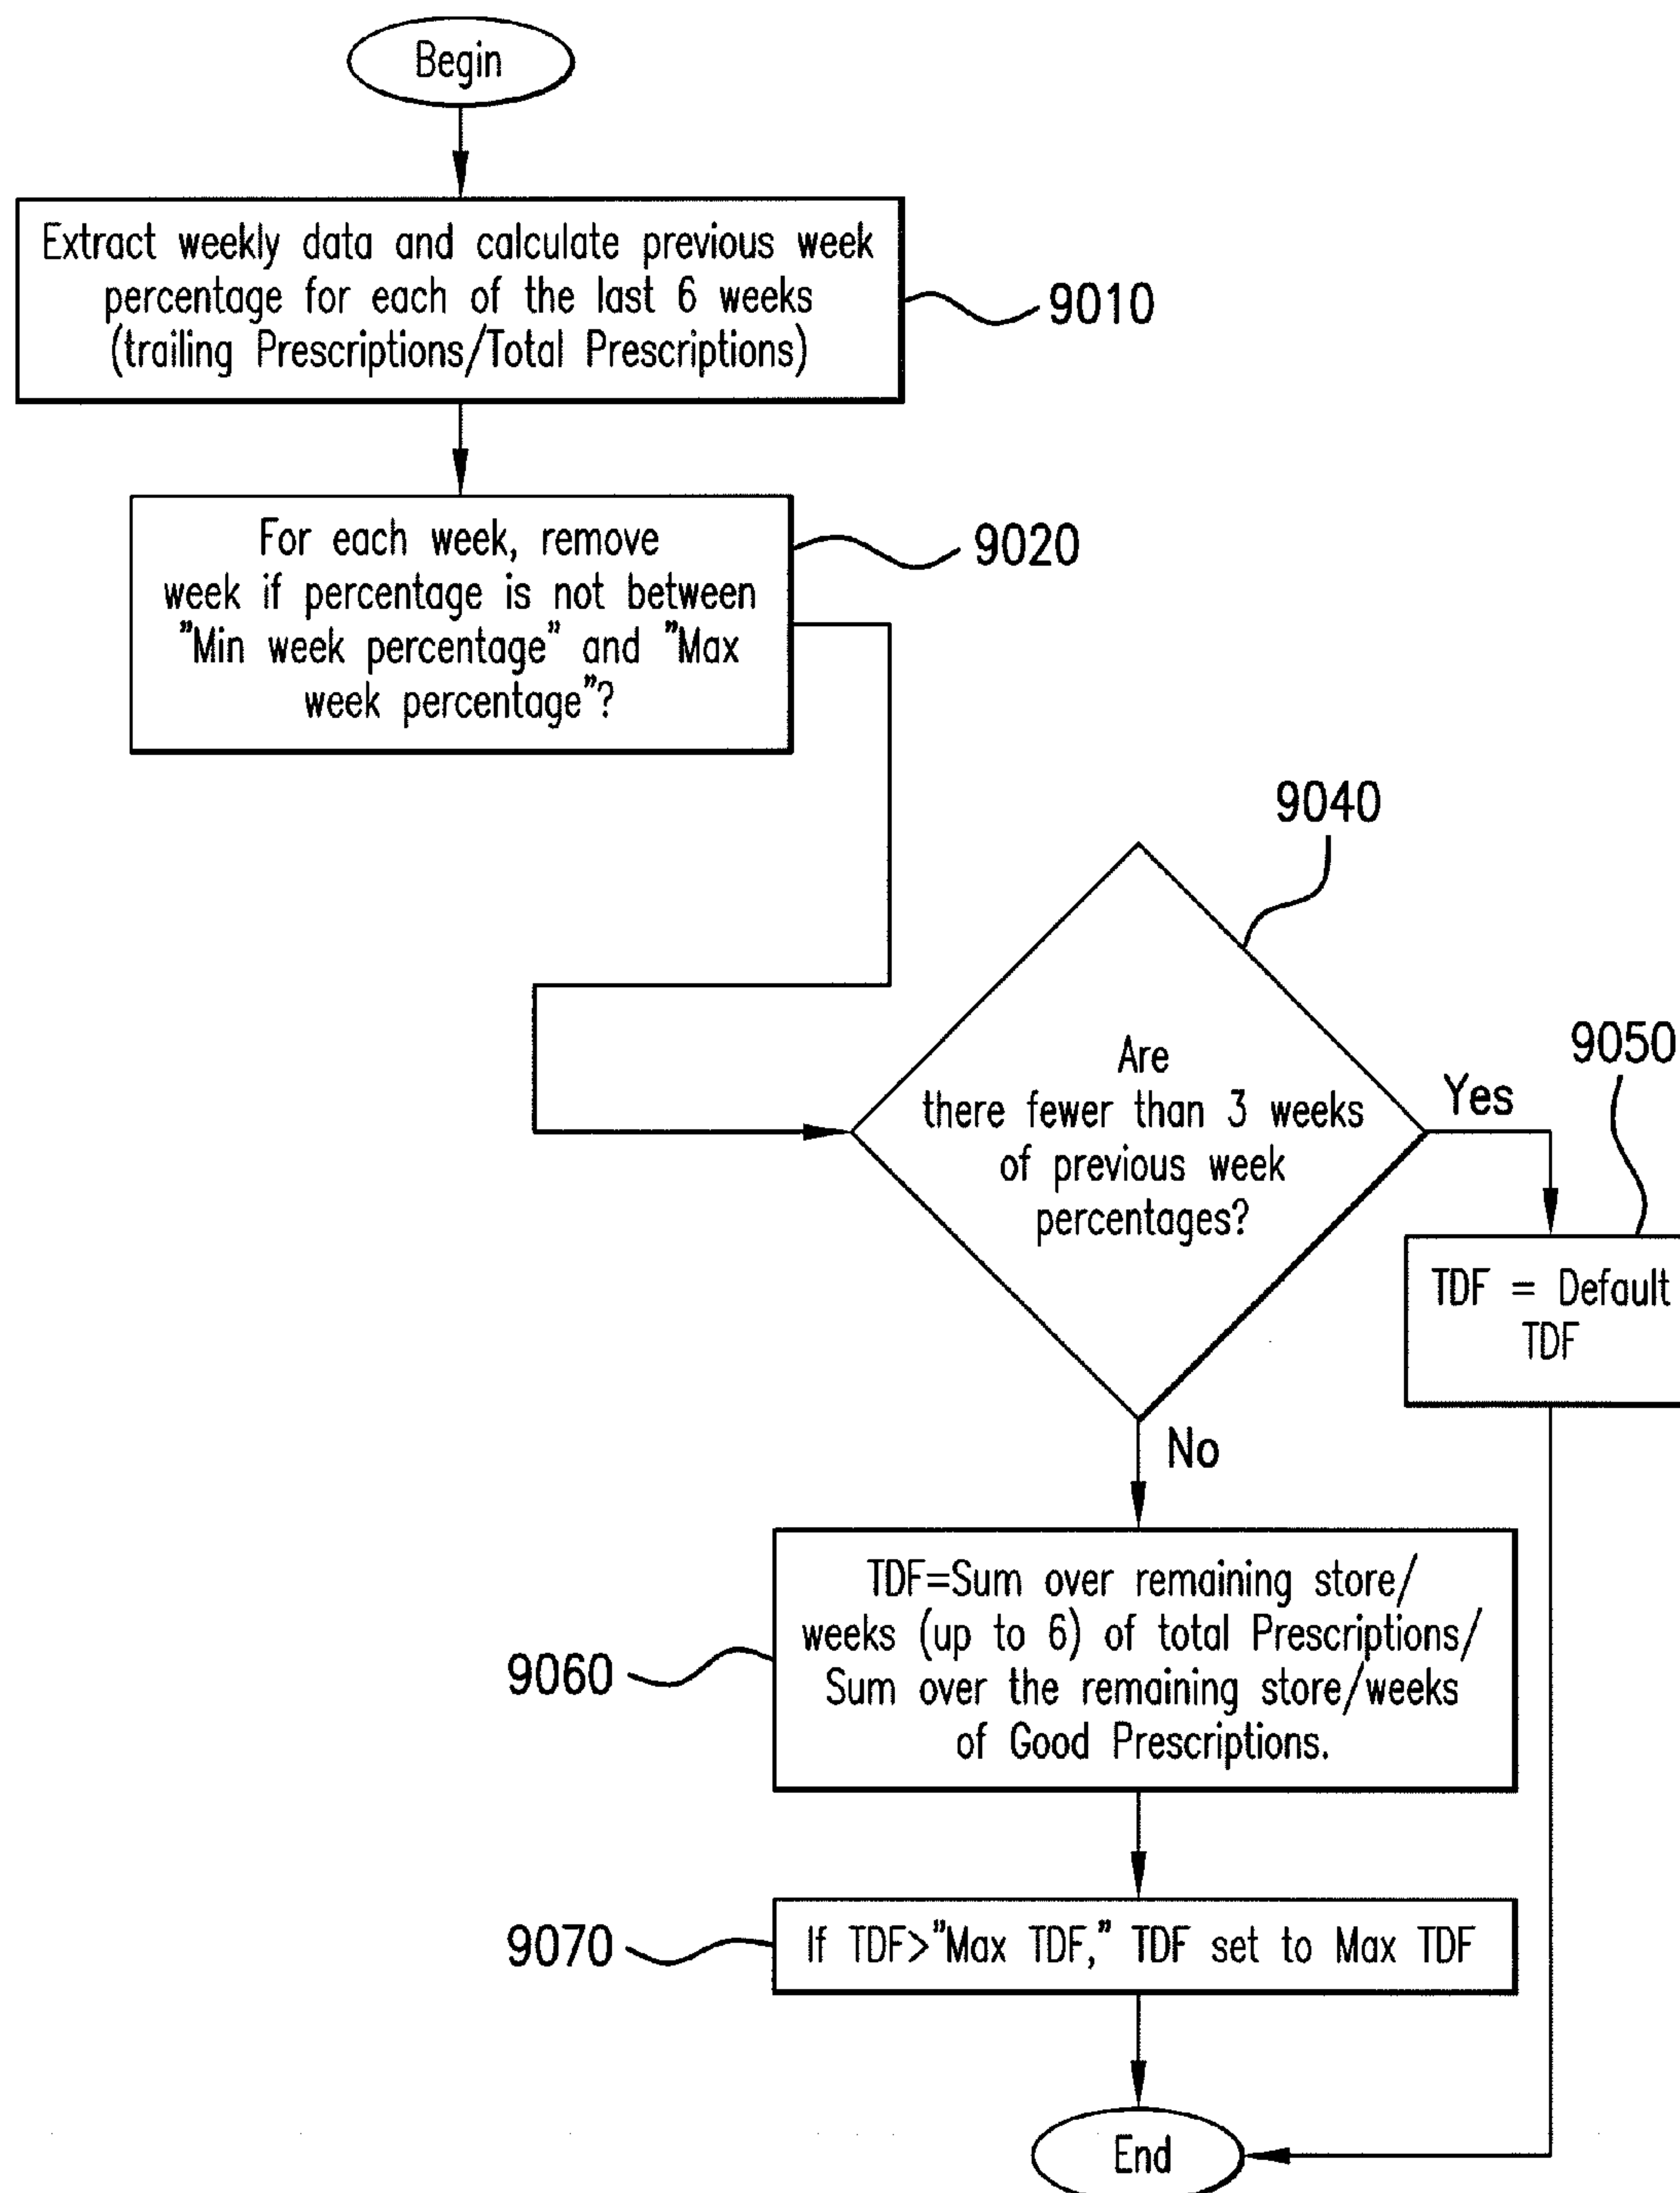 Begin
Extract weekly data and calculate previous week
percentage for each of the last 6 weeks
(trailing Prescriptions/Total Prescriptions)
9010
For each week, remove
week if percentage is not between
"Min week percentage" and "Max
week percentage"?
9020
9040
Are
there fewer than 3 weeks
of previous week
percentages?
Yes
9050
TDF = Default
TDF
No
TDF=Sum over remaining store/
weeks (up to 6) of total Prescriptions/
Sum over the remaining store/weeks
of Good Prescriptions.
9060
If TDF>"Max TDF," TDF set to Max TDF
9070
End